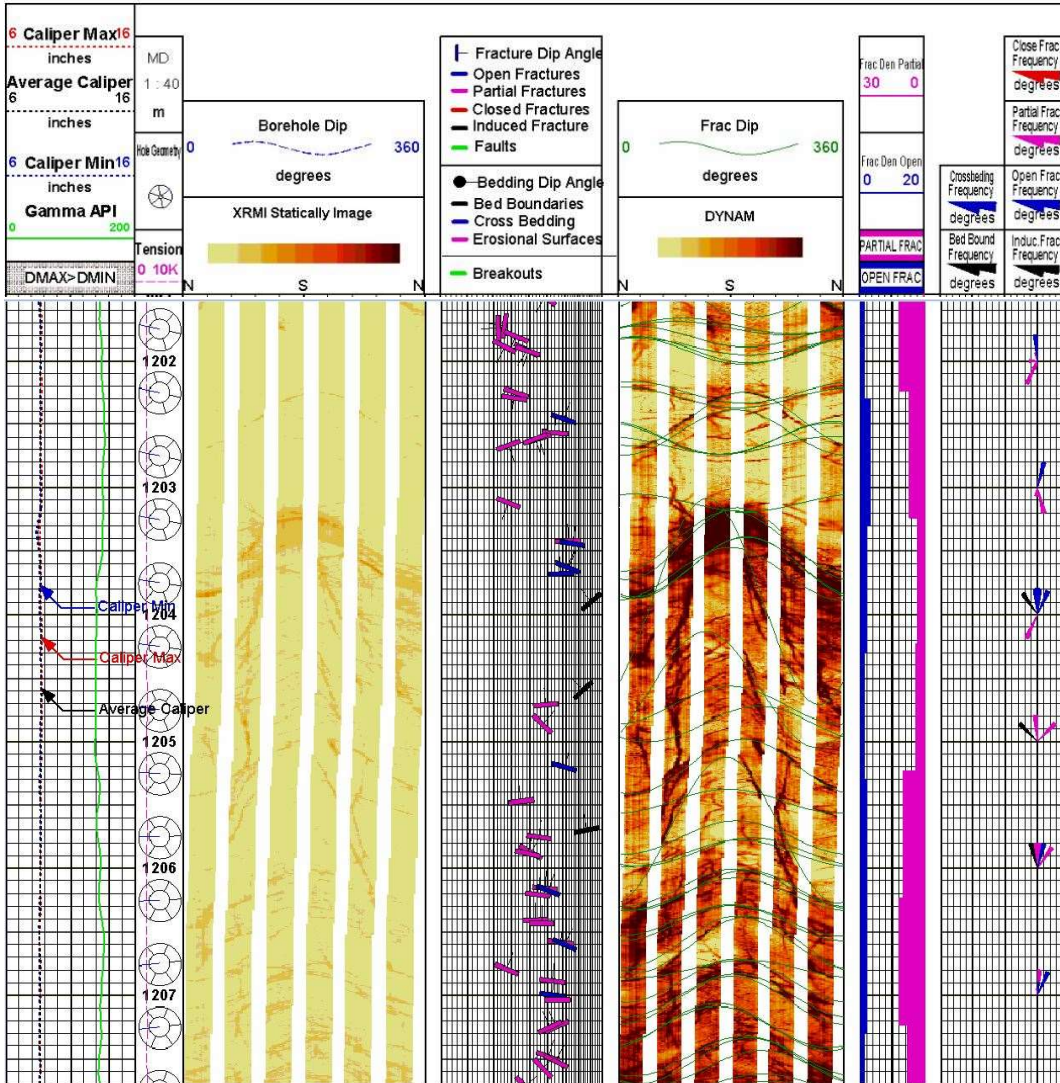 6 Caliper Max 16
inches
Average Caliper
6 16
inches
6 Caliper Min 16
inches
Gamma API
0 200
DMAX>DMIN
MD
1 : 40
m
Hole Geometry
Tension
0 10K
Borehole Dip
0 360
degrees
XRMI Statically Image
N S N
Fracture Dip Angle
Open Fractures
Partial Fractures
Closed Fractures
Induced Fracture
Faults
Bedding Dip Angle
Bed Boundaries
Cross Bedding
Erosional Surfaces
Breakouts
Frac Dip
0 360
degrees
DYNAM
N S N
Frac Den Partial
30 0
Frac Den Open
0 20
PARTIAL FRAC
OPEN FRAC
Crossbeding
Frequency
degrees
Bed Bound
Frequency
degrees
Close Frac
Frequency
degrees
Partial Frac
Frequency
degrees
Open Frac
Frequency
degrees
Induc.Frac
Frequency
degrees
1202
1203
1204
1205
1206
1207
Caliper Min
Caliper Max
Average Caliper